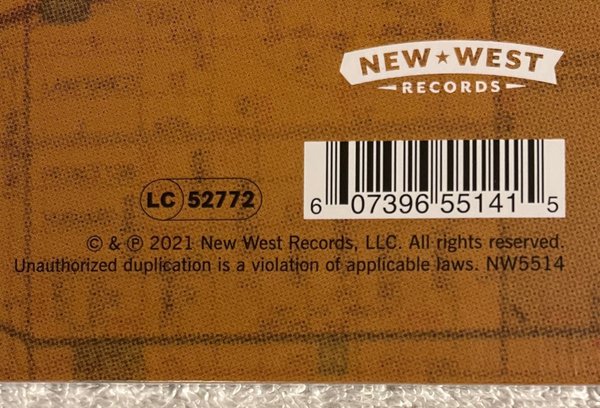 NEW★WEST
RECORDS
LC 52772
6 07396 55141 5
© & ℗ 2021 New West Records, LLC. All rights reserved.
Unauthorized duplication is a violation of applicable laws. NW5514